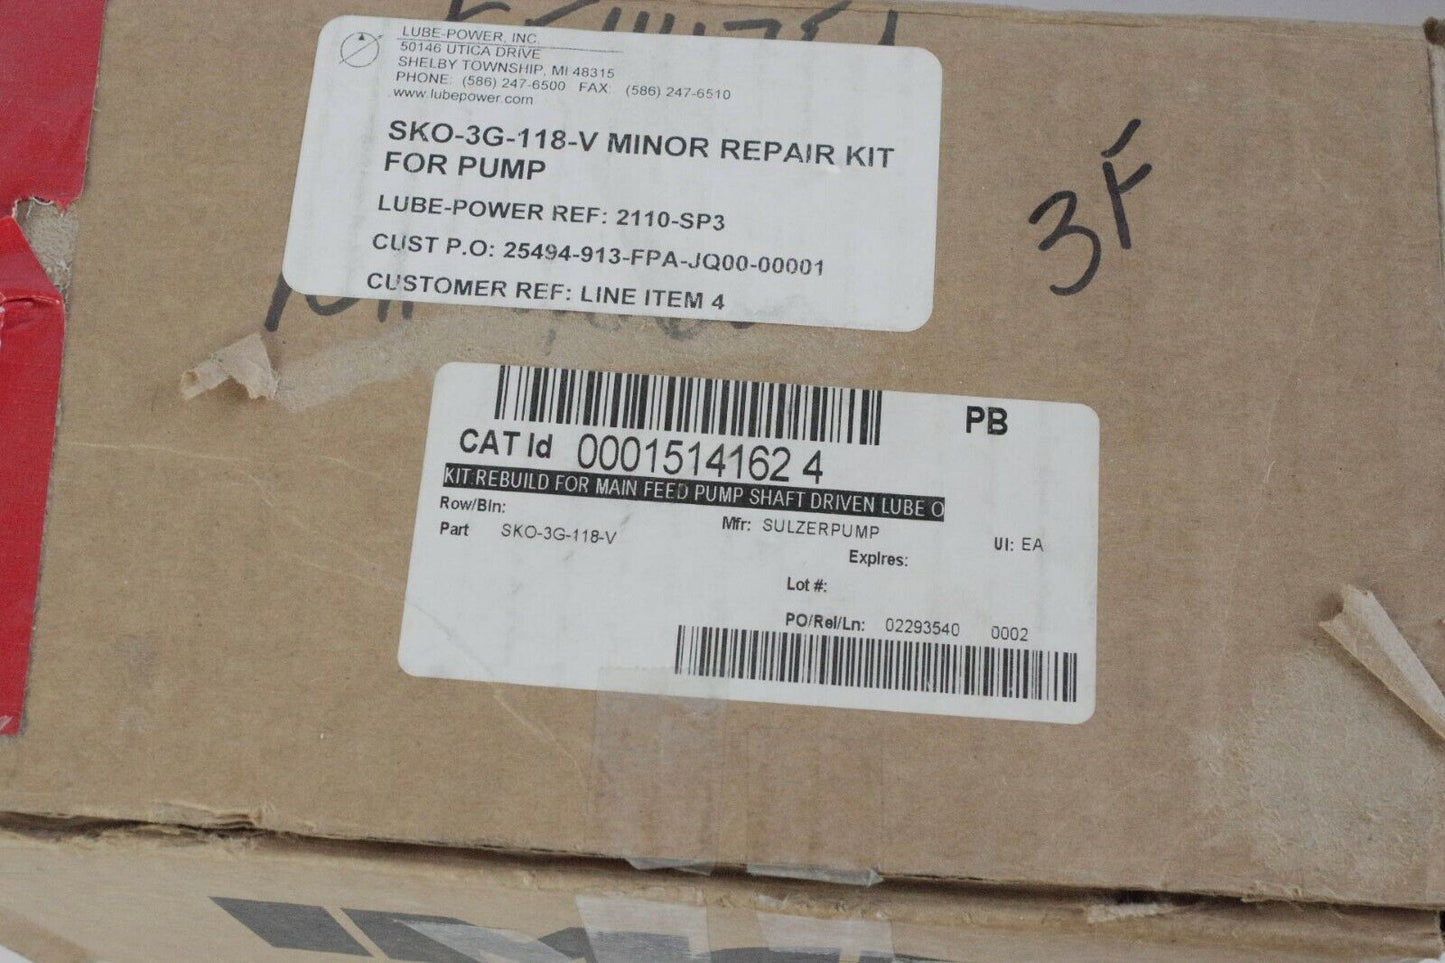 LUBE-POWER, INC.
50146 UTICA DRIVE
SHELBY TOWNSHIP, MI 48315
PHONE: (586) 247-6500 FAX: (586) 247-6510
www.lubepower.com
SKO-3G-118-V MINOR REPAIR KIT
FOR PUMP
LUBE-POWER REF: 2110-SP3
CUST P.O: 25494-913-FPA-JQ00-00001
CUSTOMER REF: LINE ITEM 4
3F
PB
CAT Id 0001514162 4
KIT:REBUILD FOR MAIN FEED PUMP SHAFT DRIVEN LUBE O
Row/Bin:
Mfr: SULZERPUMP
UI: EA
Part SKO-3G-118-V
Expires:
Lot #:
PO/Rel/Ln: 02293540 0002